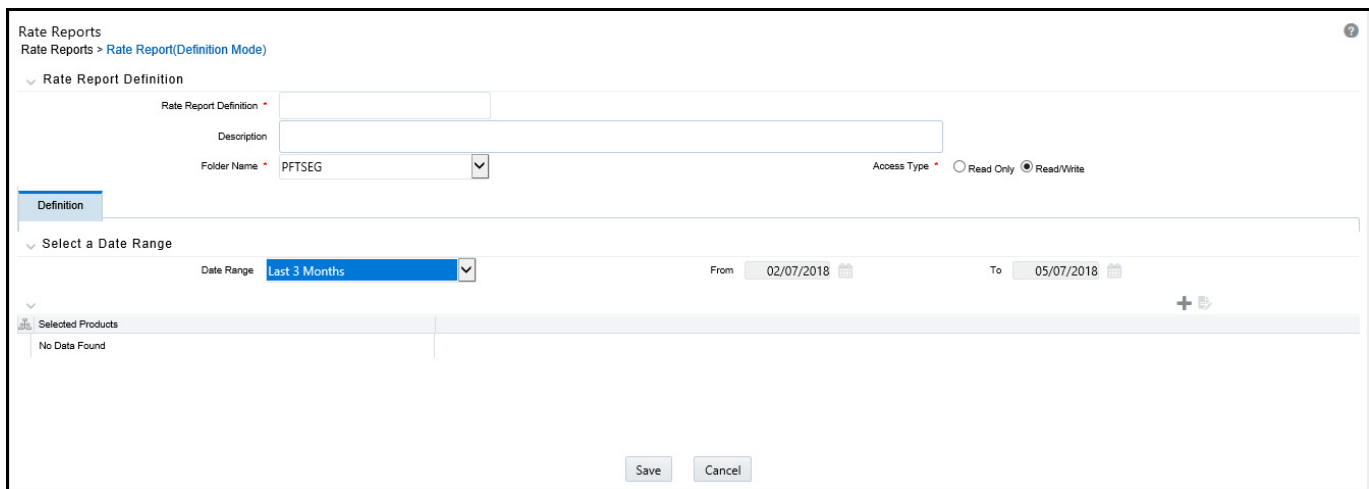 Rate Reports
Rate Reports > Rate Report(Definition Mode)
Rate Report Definition
Rate Report Definition *
Description
Folder Name * PFTSEG Access Type * Read Only Read/Write
Definition
Select a Date Range
Date Range Last 3 Months From 02/07/2018 To 05/07/2018
Selected Products
No Data Found
Save Cancel